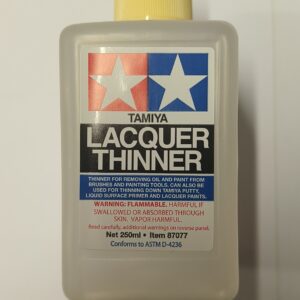 TAMIYA
LACQUER
THINNER
THINNER FOR REMOVING OIL AND PAINT FROM
BRUSHES AND PAINTING TOOLS. CAN ALSO BE
USED FOR THINNING DOWN TAMIYA PUTTY,
LIQUID SURFACE PRIMER AND LACQUER PAINTS.
WARNING: FLAMMABLE. HARMFUL IF
SWALLOWED OR ABSORBED THROUGH
SKIN. VAPOR HARMFUL.
Read carefully, additional warnings on reverse panel.
Net 250ml • Item 87077
Conforms to ASTM D-4236